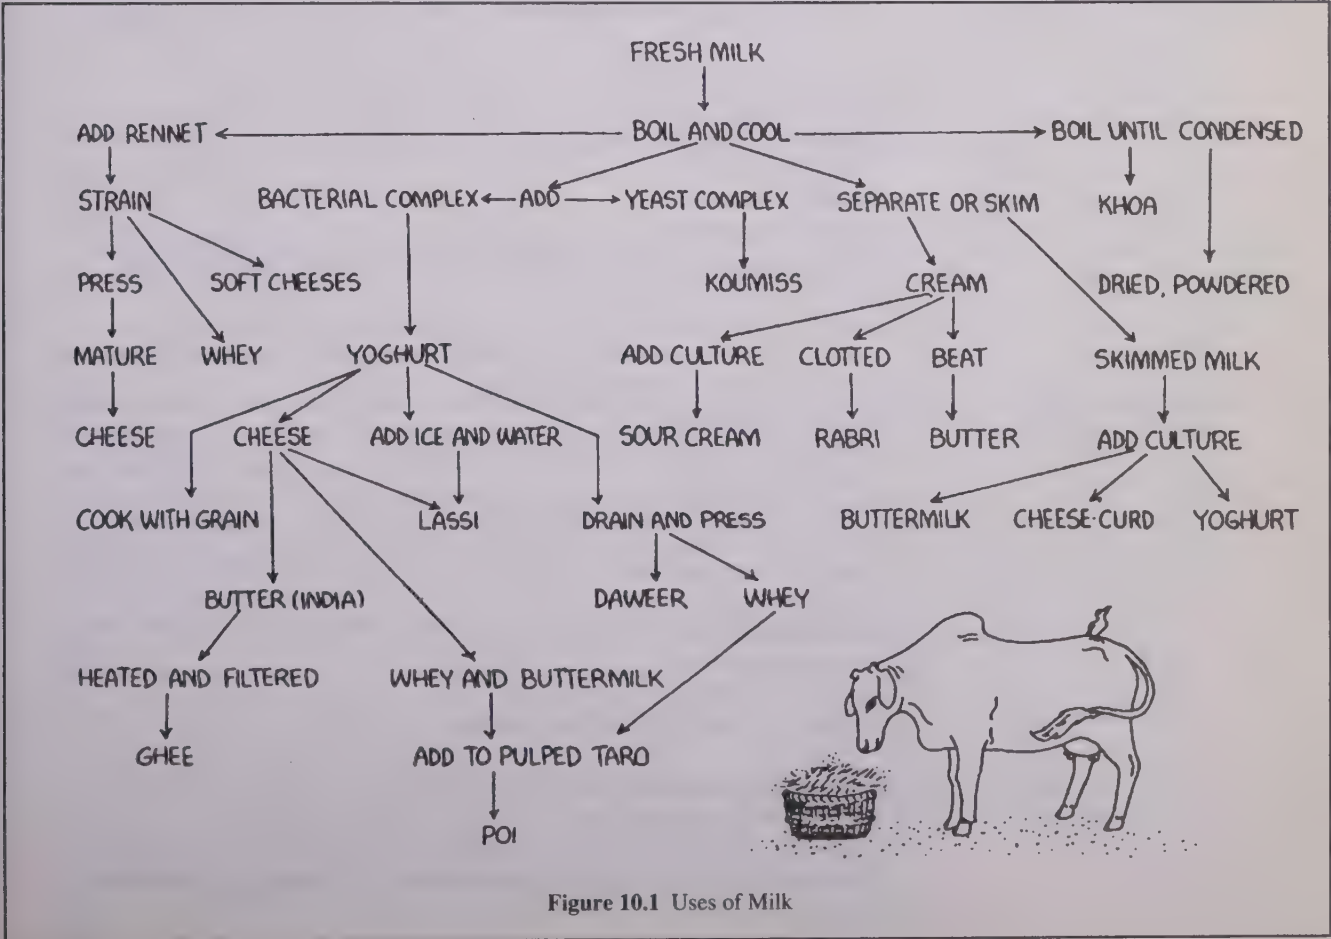 FRESH MILK
ADD RENNET BOIL AND COOL BOIL UNTIL CONDENSED
STRAIN BACTERIAL COMPLEX ADD YEAST COMPLEX SEPARATE OR SKIM KHOA
PRESS SOFT CHEESES KOUMISS CREAM DRIED, POWDERED
MATURE WHEY YOGHURT ADD CULTURE CLOTTED BEAT SKIMMED MILK
CHEESE CHEESE ADD ICE AND WATER SOUR CREAM RABRI BUTTER ADD CULTURE
COOK WITH GRAIN LASSI DRAIN AND PRESS BUTTERMILK CHEESE-CURD YOGHURT
BUTTER (INDIA) DAWEER WHEY
HEATED AND FILTERED WHEY AND BUTTERMILK
GHEE ADD TO PULPED TARO
POI
Figure 10.1 Uses of Milk